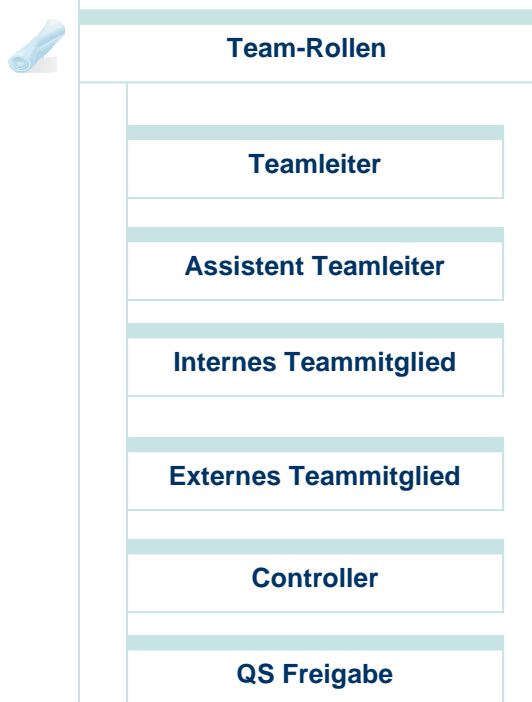 Team-Rollen
Teamleiter
Assistent Teamleiter
Internes Teammitglied
Externes Teammitglied
Controller
QS Freigabe